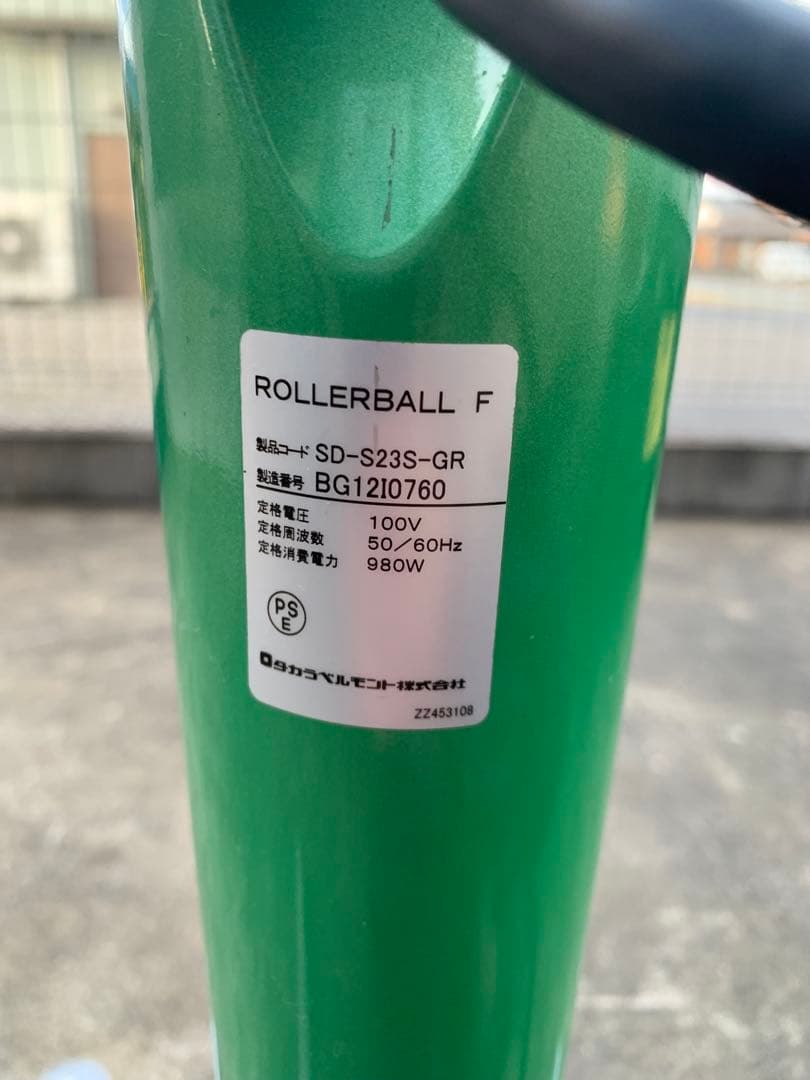 ROLLERBALL F
製品コード SD-S23S-GR
製造番号 BG12I0760
定格電圧 100V
定格周波数 50/60Hz
定格消費電力 980W
PS
E
タカラベルモント株式会社
ZZ453108